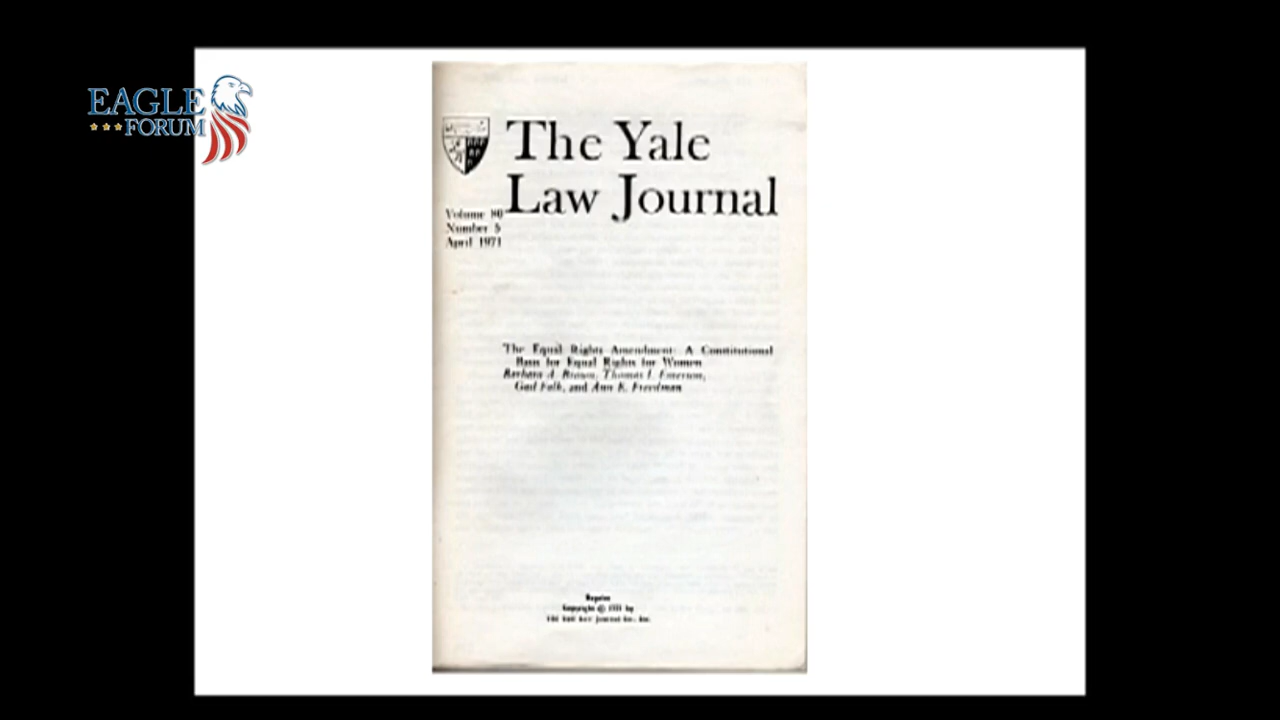 EAGLE
FORUM
The Yale
Law Journal
Volume 80
Number 5
April 1971
The Equal Rights Amendment: A Constitutional
Basis for Equal Rights for Women
Barbara A. Brown, Thomas I. Emerson,
Gail Falk, and Ann E. Freedman
Reprint
Copyright © 1971 by
THE YALE LAW JOURNAL CO., INC.